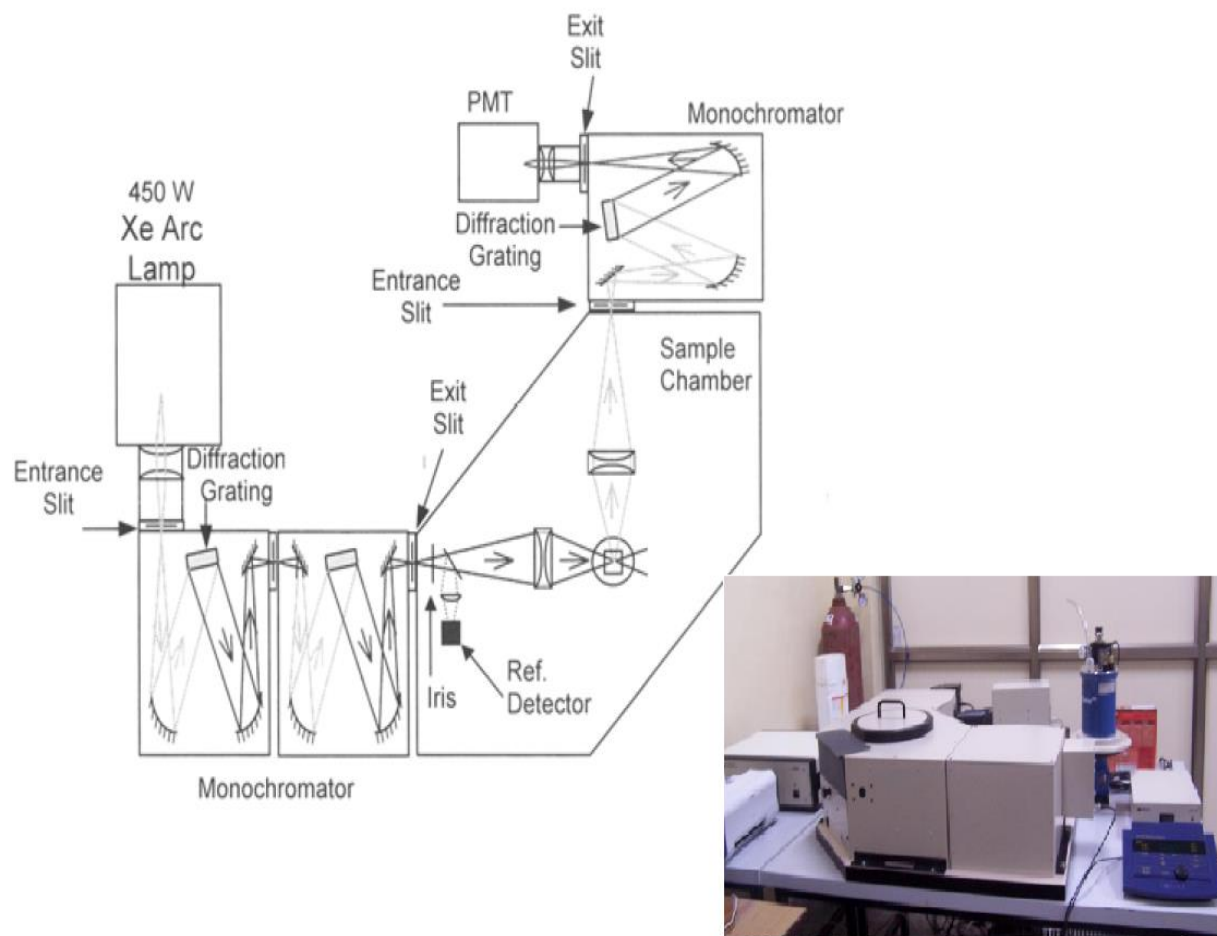 Exit
Slit
PMT
Monochromator
450 W
Xe Arc
Lamp
Diffraction
Grating
Entrance
Slit
Sample
Chamber
Exit
Slit
Diffraction
Grating
Entrance
Slit
Iris
Ref.
Detector
Monochromator